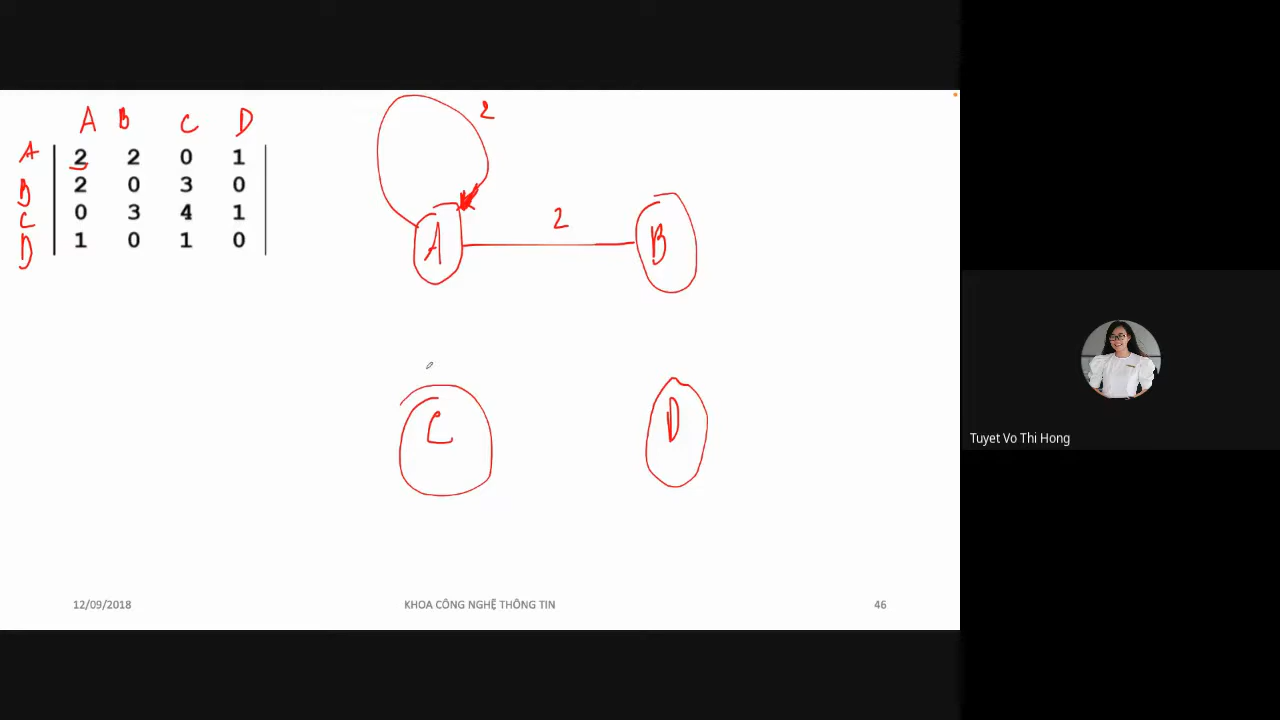 A B C D
A 2 2 0 1
B 2 0 3 0
C 0 3 4 1
D 1 0 1 0
2
A 2 B
C D
12/09/2018 KHOA CÔNG NGHỆ THÔNG TIN 46
Tuyet Vo Thi Hong